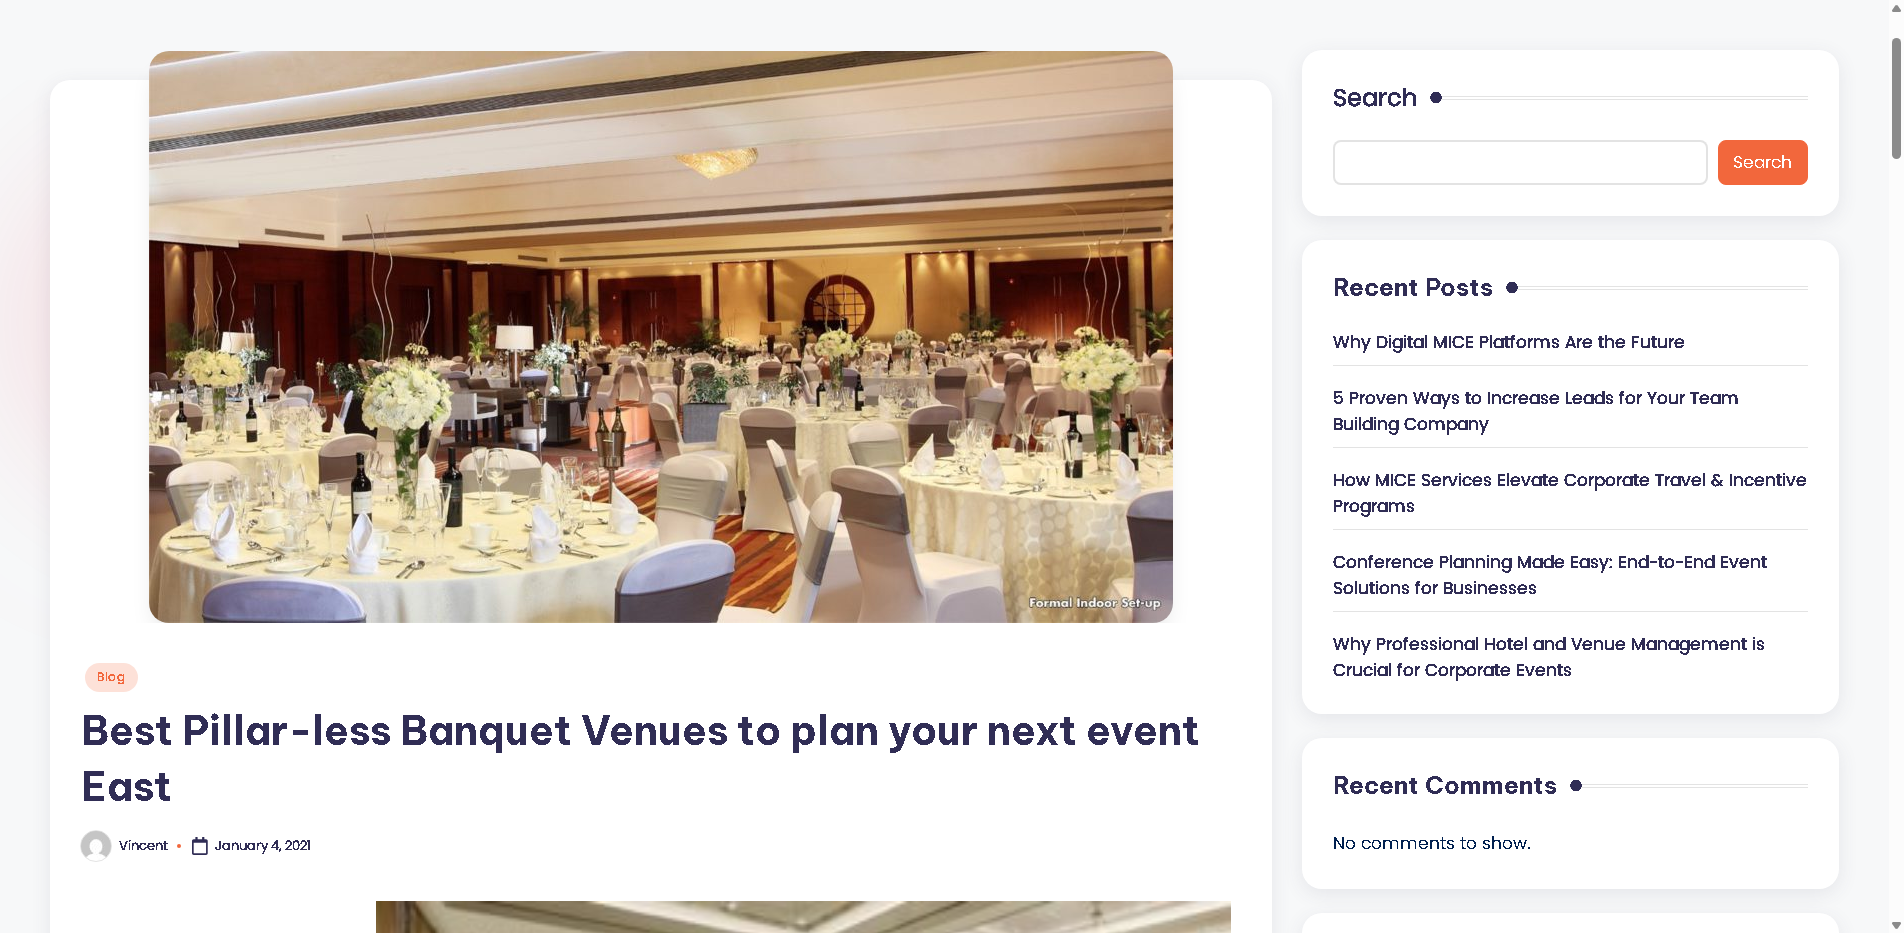 Formal Indoor Set-up
Blog
Best Pillar-less Banquet Venues to plan your next event
East
Vincent
January 4, 2021
Search
Search
Recent Posts
Why Digital MICE Platforms Are the Future
5 Proven Ways to Increase Leads for Your Team
Building Company
How MICE Services Elevate Corporate Travel & Incentive
Programs
Conference Planning Made Easy: End-to-End Event
Solutions for Businesses
Why Professional Hotel and Venue Management is
Crucial for Corporate Events
Recent Comments
No comments to show.